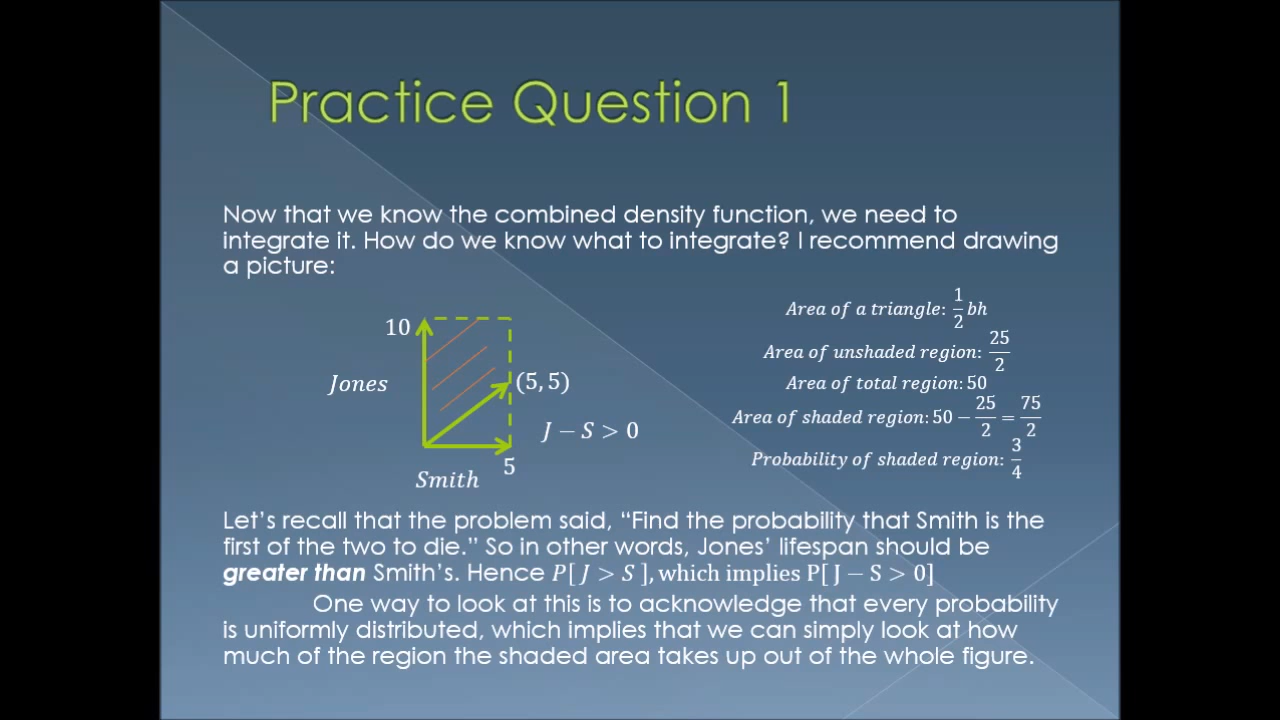 Practice Question 1
Now that we know the combined density function, we need to
integrate it. How do we know what to integrate? I recommend drawing
a picture:
10
Jones
(5, 5)
J − S > 0
5
Smith
Area of a triangle: 1/2 bh
Area of unshaded region: 25/2
Area of total region: 50
Area of shaded region: 50 − 25/2 = 75/2
Probability of shaded region: 3/4
Let’s recall that the problem said, “Find the probability that Smith is the
first of the two to die.” So in other words, Jones’ lifespan should be
greater than Smith’s. Hence P[ J > S ], which implies P[ J − S > 0]
One way to look at this is to acknowledge that every probability
is uniformly distributed, which implies that we can simply look at how
much of the region the shaded area takes up out of the whole figure.